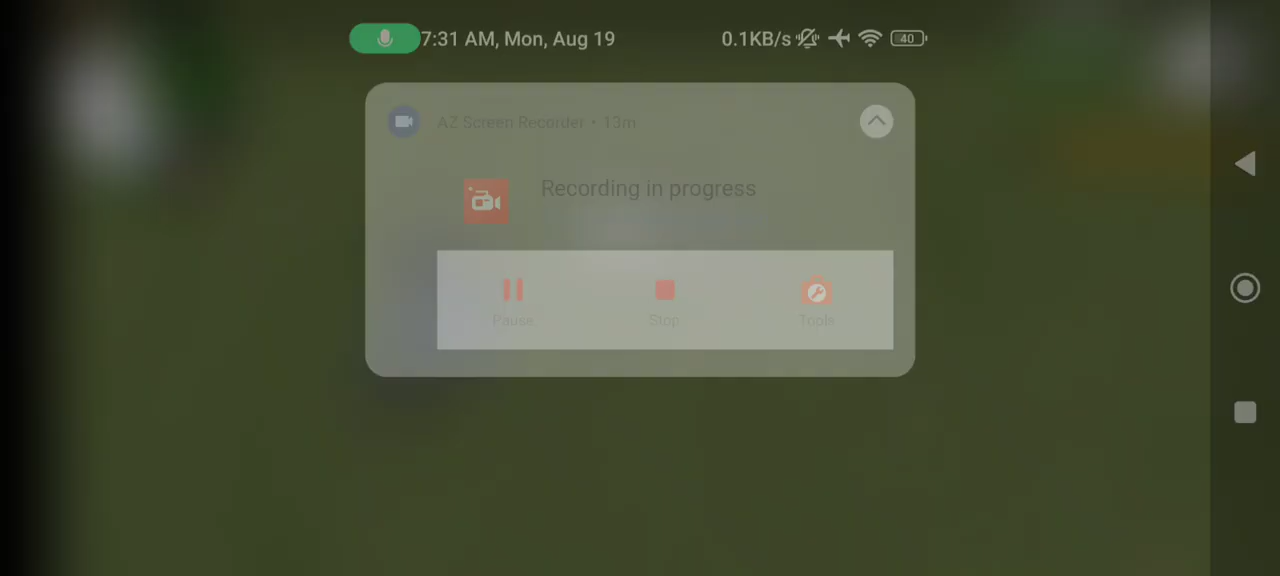 7:31 AM, Mon, Aug 19 0.1KB/s 40
AZ Screen Recorder • 13m
Recording in progress
Pause Stop Tools